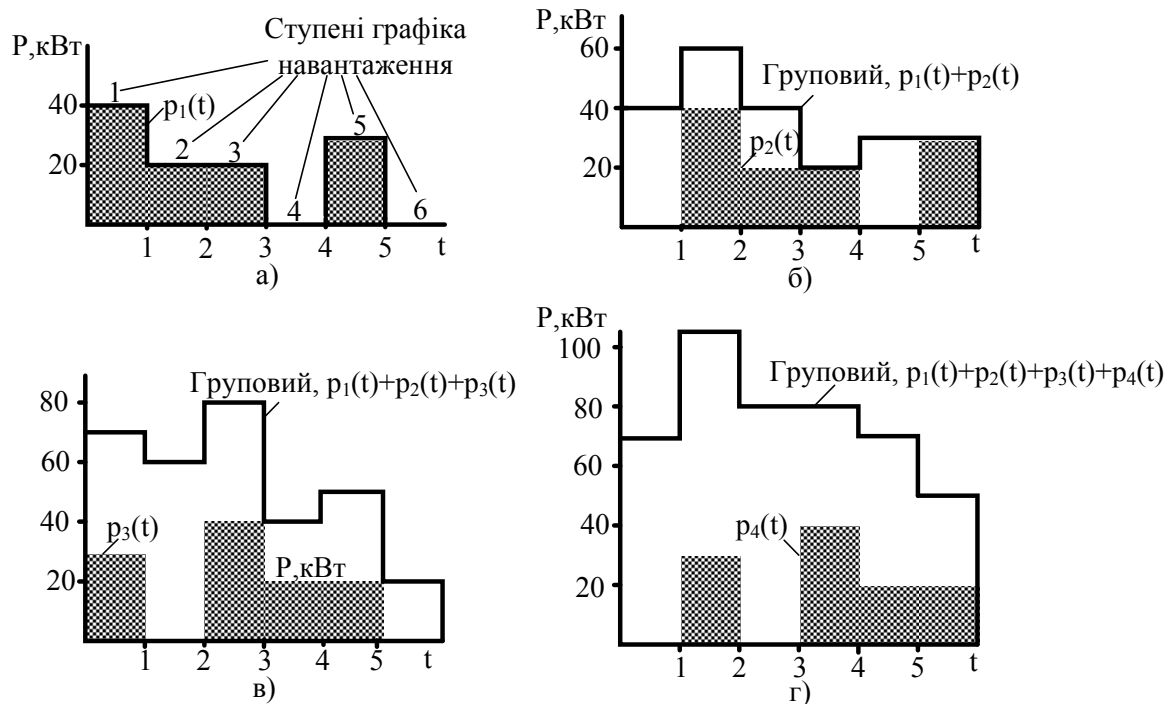 Ступені графіка
навантаження
P,кВт
1
p₁(t)
40
2
3
5
20
4
6
1 2 3 4 5 t
а)
P,кВт
60
Груповий, p₁(t)+p₂(t)
40
p₂(t)
20
1 2 3 4 5 t
б)
P,кВт
Груповий, p₁(t)+p₂(t)+p₃(t)
80
60
40
p₃(t)
P,кВт
20
1 2 3 4 5 t
в)
P,кВт
100
Груповий, p₁(t)+p₂(t)+p₃(t)+p₄(t)
80
60
40
p₄(t)
20
1 2 3 4 5 t
г)